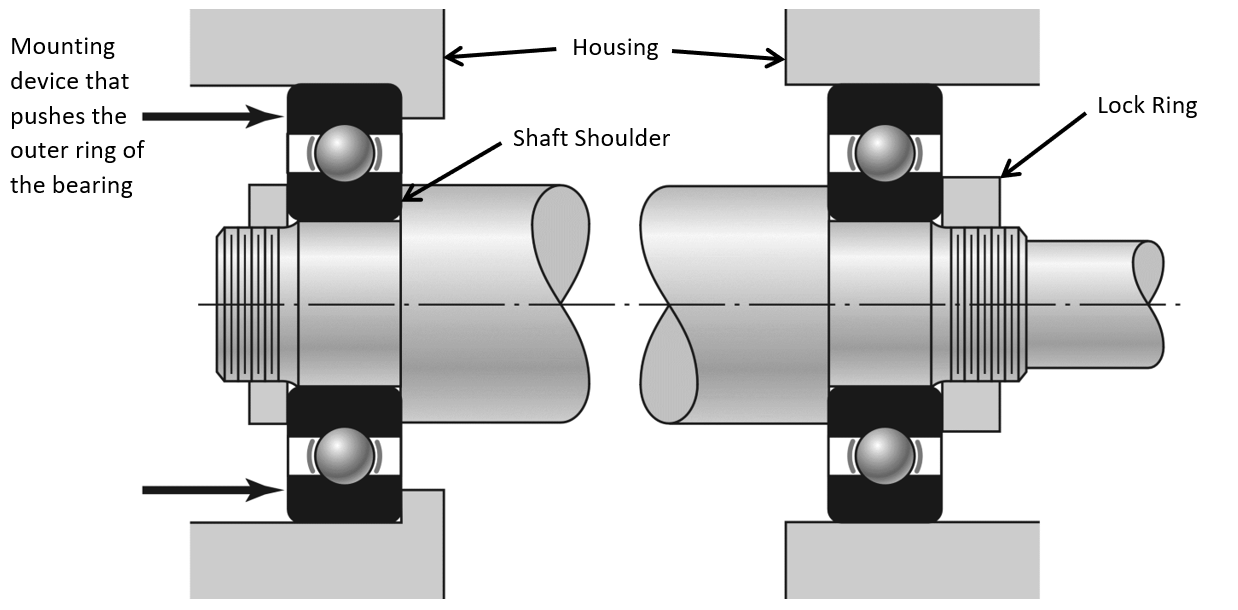 Mounting
device that
pushes the
outer ring of
the bearing
Housing
Shaft Shoulder
Lock Ring